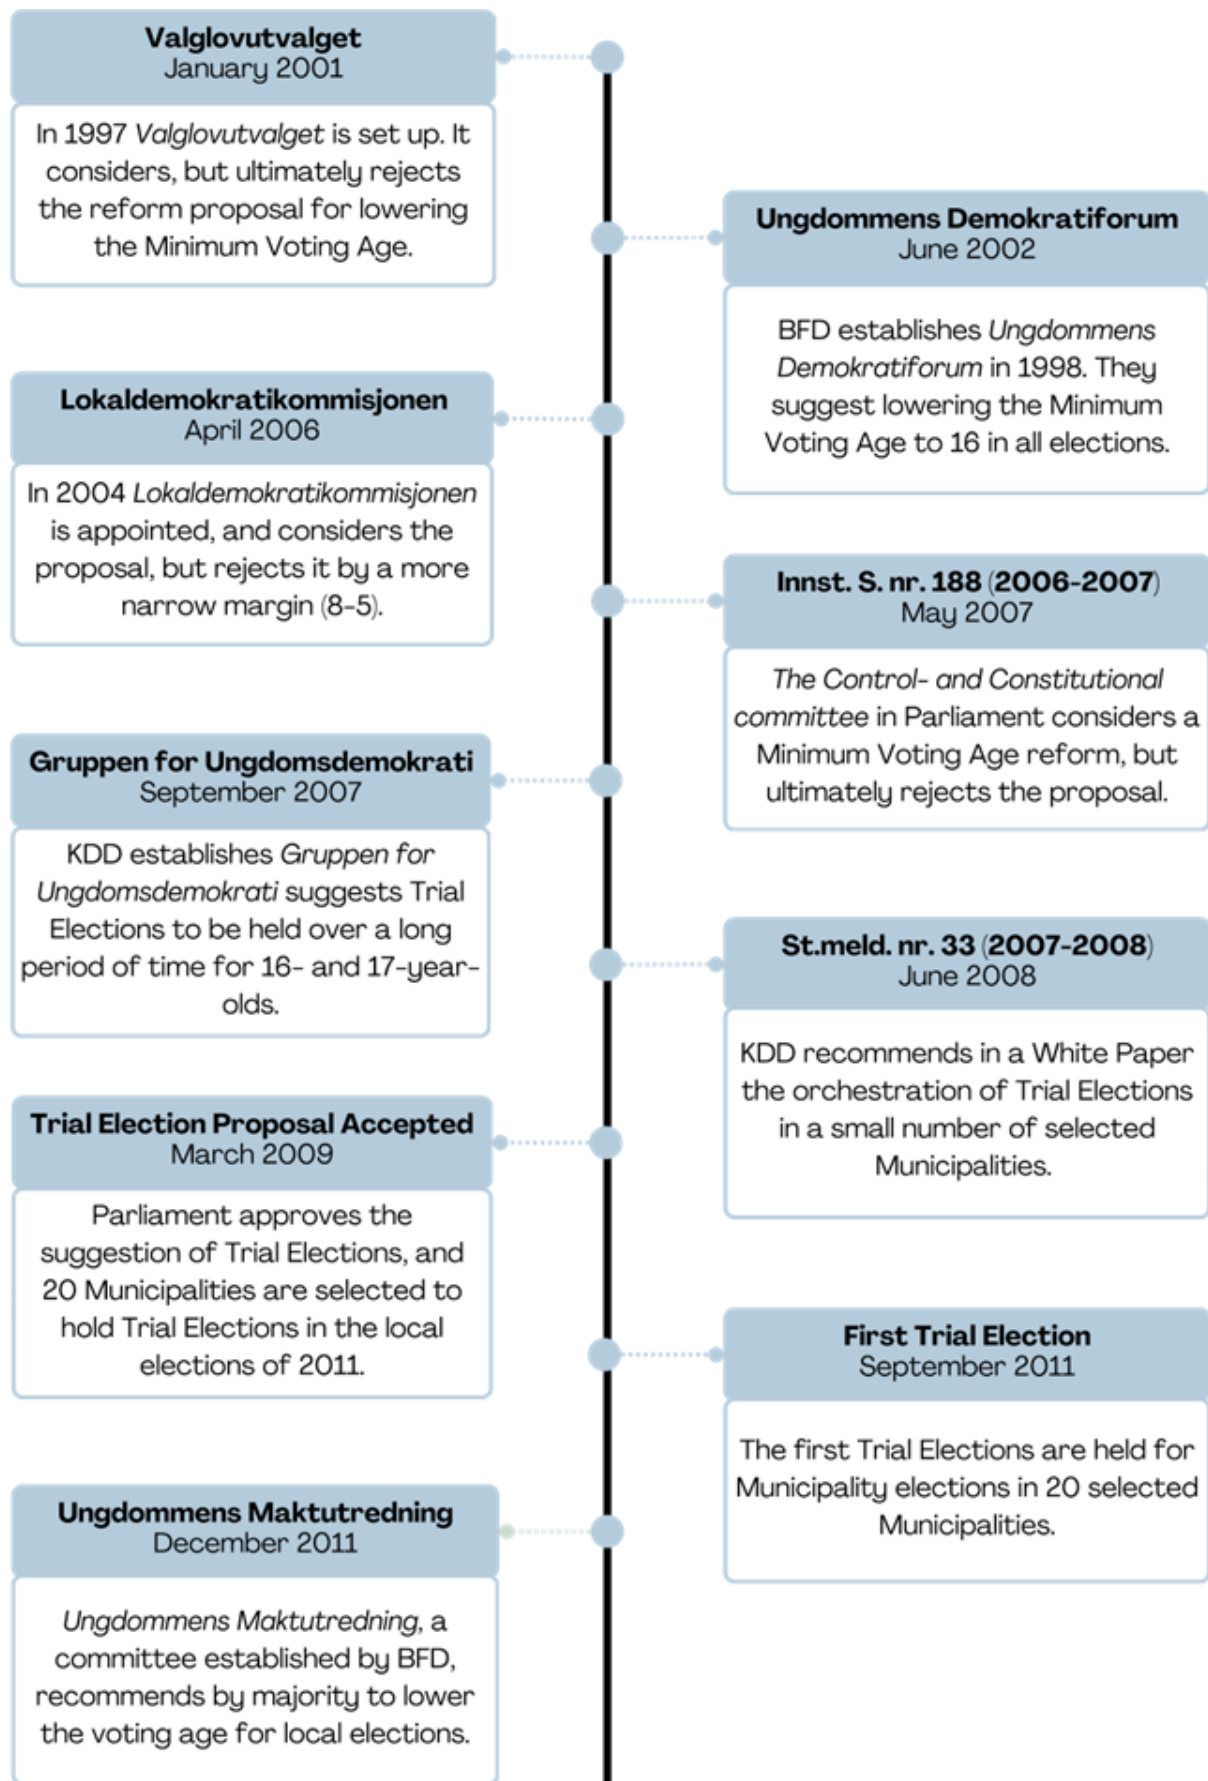 Valglovutvalget
January 2001
In 1997 Valglovutvalget is set up. It
considers, but ultimately rejects
the reform proposal for lowering
the Minimum Voting Age.
Ungdommens Demokratiforum
June 2002
BFD establishes Ungdommens
Demokratiforum in 1998. They
suggest lowering the Minimum
Voting Age to 16 in all elections.
Lokaldemokratikommisjonen
April 2006
In 2004 Lokaldemokratikommisjonen
is appointed, and considers the
proposal, but rejects it by a more
narrow margin (8-5).
Innst. S. nr. 188 (2006-2007)
May 2007
The Control- and Constitutional
committee in Parliament considers a
Minimum Voting Age reform, but
ultimately rejects the proposal.
Gruppen for Ungdomsdemokrati
September 2007
KDD establishes Gruppen for
Ungdomsdemokrati suggests Trial
Elections to be held over a long
period of time for 16- and 17-year-
olds.
St.meld. nr. 33 (2007-2008)
June 2008
KDD recommends in a White Paper
the orchestration of Trial Elections
in a small number of selected
Municipalities.
Trial Election Proposal Accepted
March 2009
Parliament approves the
suggestion of Trial Elections, and
20 Municipalities are selected to
hold Trial Elections in the local
elections of 2011.
First Trial Election
September 2011
The first Trial Elections are held for
Municipality elections in 20 selected
Municipalities.
Ungdommens Maktutredning
December 2011
Ungdommens Maktutredning, a
committee established by BFD,
recommends by majority to lower
the voting age for local elections.